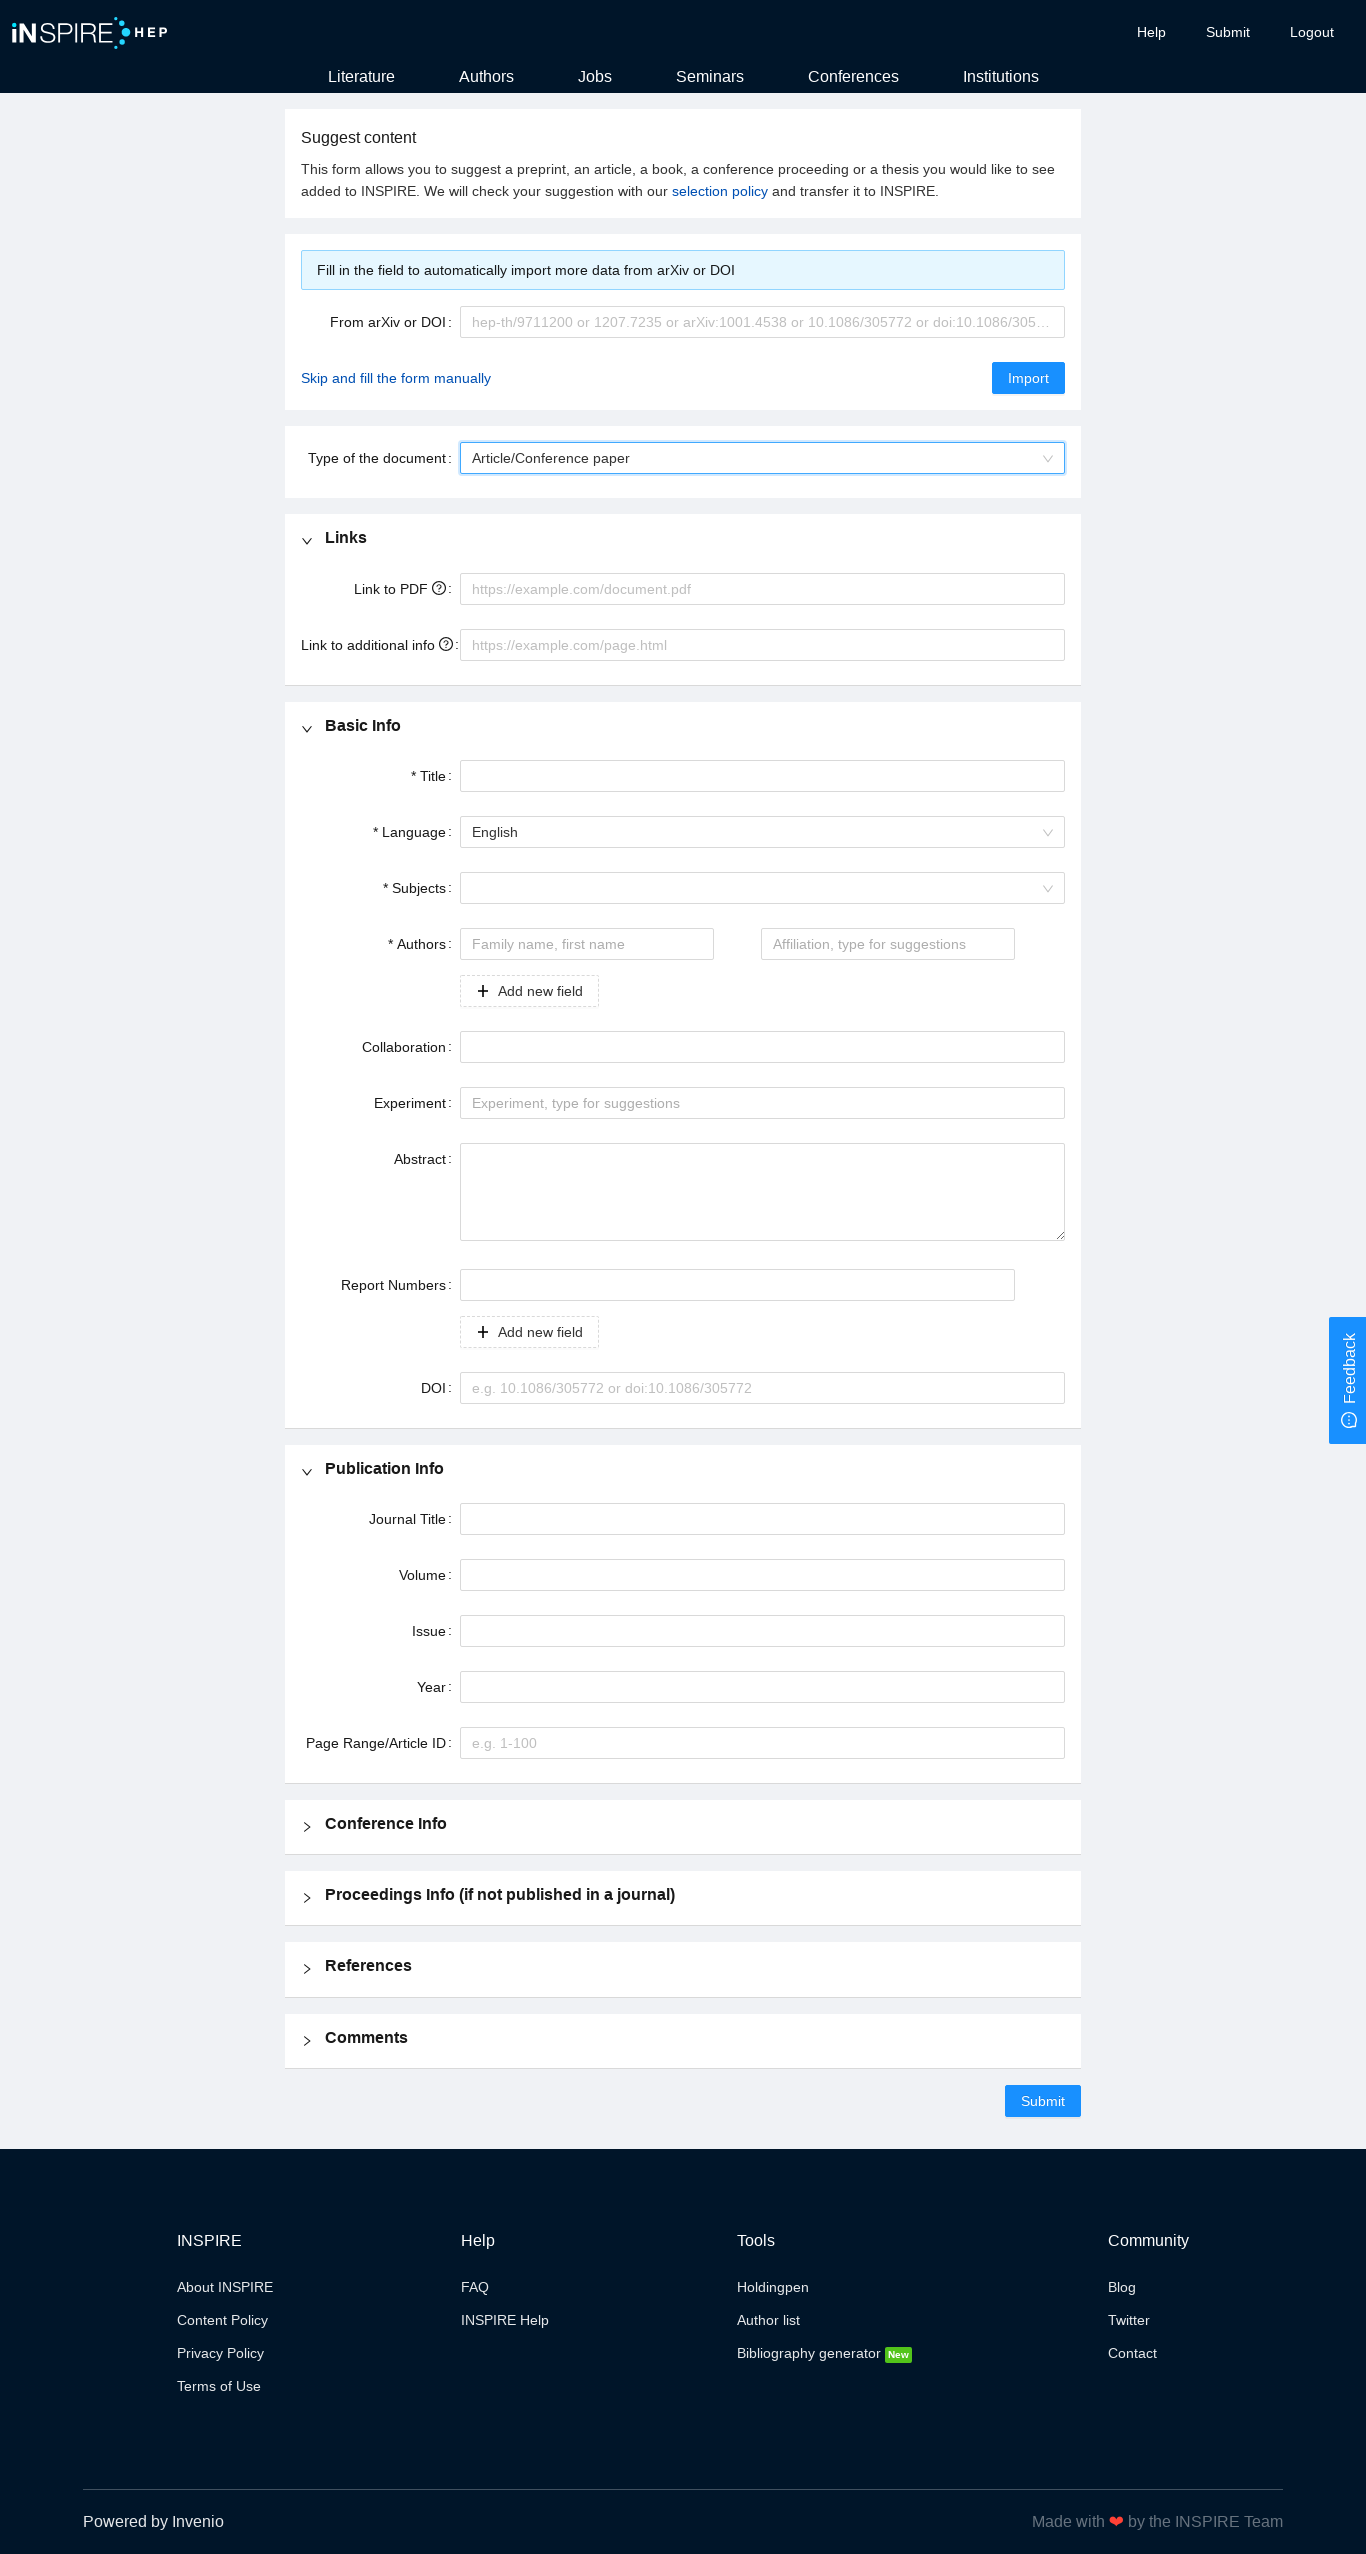 iNSPIRE HEP
Help Submit Logout
Literature Authors Jobs Seminars Conferences Institutions
Suggest content
This form allows you to suggest a preprint, an article, a book, a conference proceeding or a thesis you would like to see
added to INSPIRE. We will check your suggestion with our selection policy and transfer it to INSPIRE.
Fill in the field to automatically import more data from arXiv or DOI
From arXiv or DOI : hep-th/9711200 or 1207.7235 or arXiv:1001.4538 or 10.1086/305772 or doi:10.1086/305…
Skip and fill the form manually Import
Type of the document : Article/Conference paper
Links
Link to PDF : https://example.com/document.pdf
Link to additional info : https://example.com/page.html
Basic Info
* Title :
* Language : English
* Subjects :
* Authors : Family name, first name Affiliation, type for suggestions
+ Add new field
Collaboration :
Experiment : Experiment, type for suggestions
Abstract :
Report Numbers :
+ Add new field
Feedback
DOI : e.g. 10.1086/305772 or doi:10.1086/305772
Publication Info
Journal Title :
Volume :
Issue :
Year :
Page Range/Article ID : e.g. 1-100
Conference Info
Proceedings Info (if not published in a journal)
References
Comments
Submit
INSPIRE Help Tools Community
About INSPIRE FAQ Holdingpen Blog
Content Policy INSPIRE Help Author list Twitter
Privacy Policy Bibliography generator New Contact
Terms of Use
Powered by Invenio Made with ❤ by the INSPIRE Team